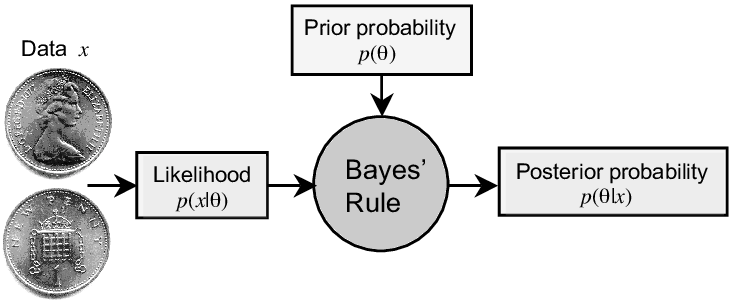 Prior probability
p(θ)
Data x
Likelihood
p(x|θ)
Bayes’
Rule
Posterior probability
p(θ|x)
NEW PENNY
1